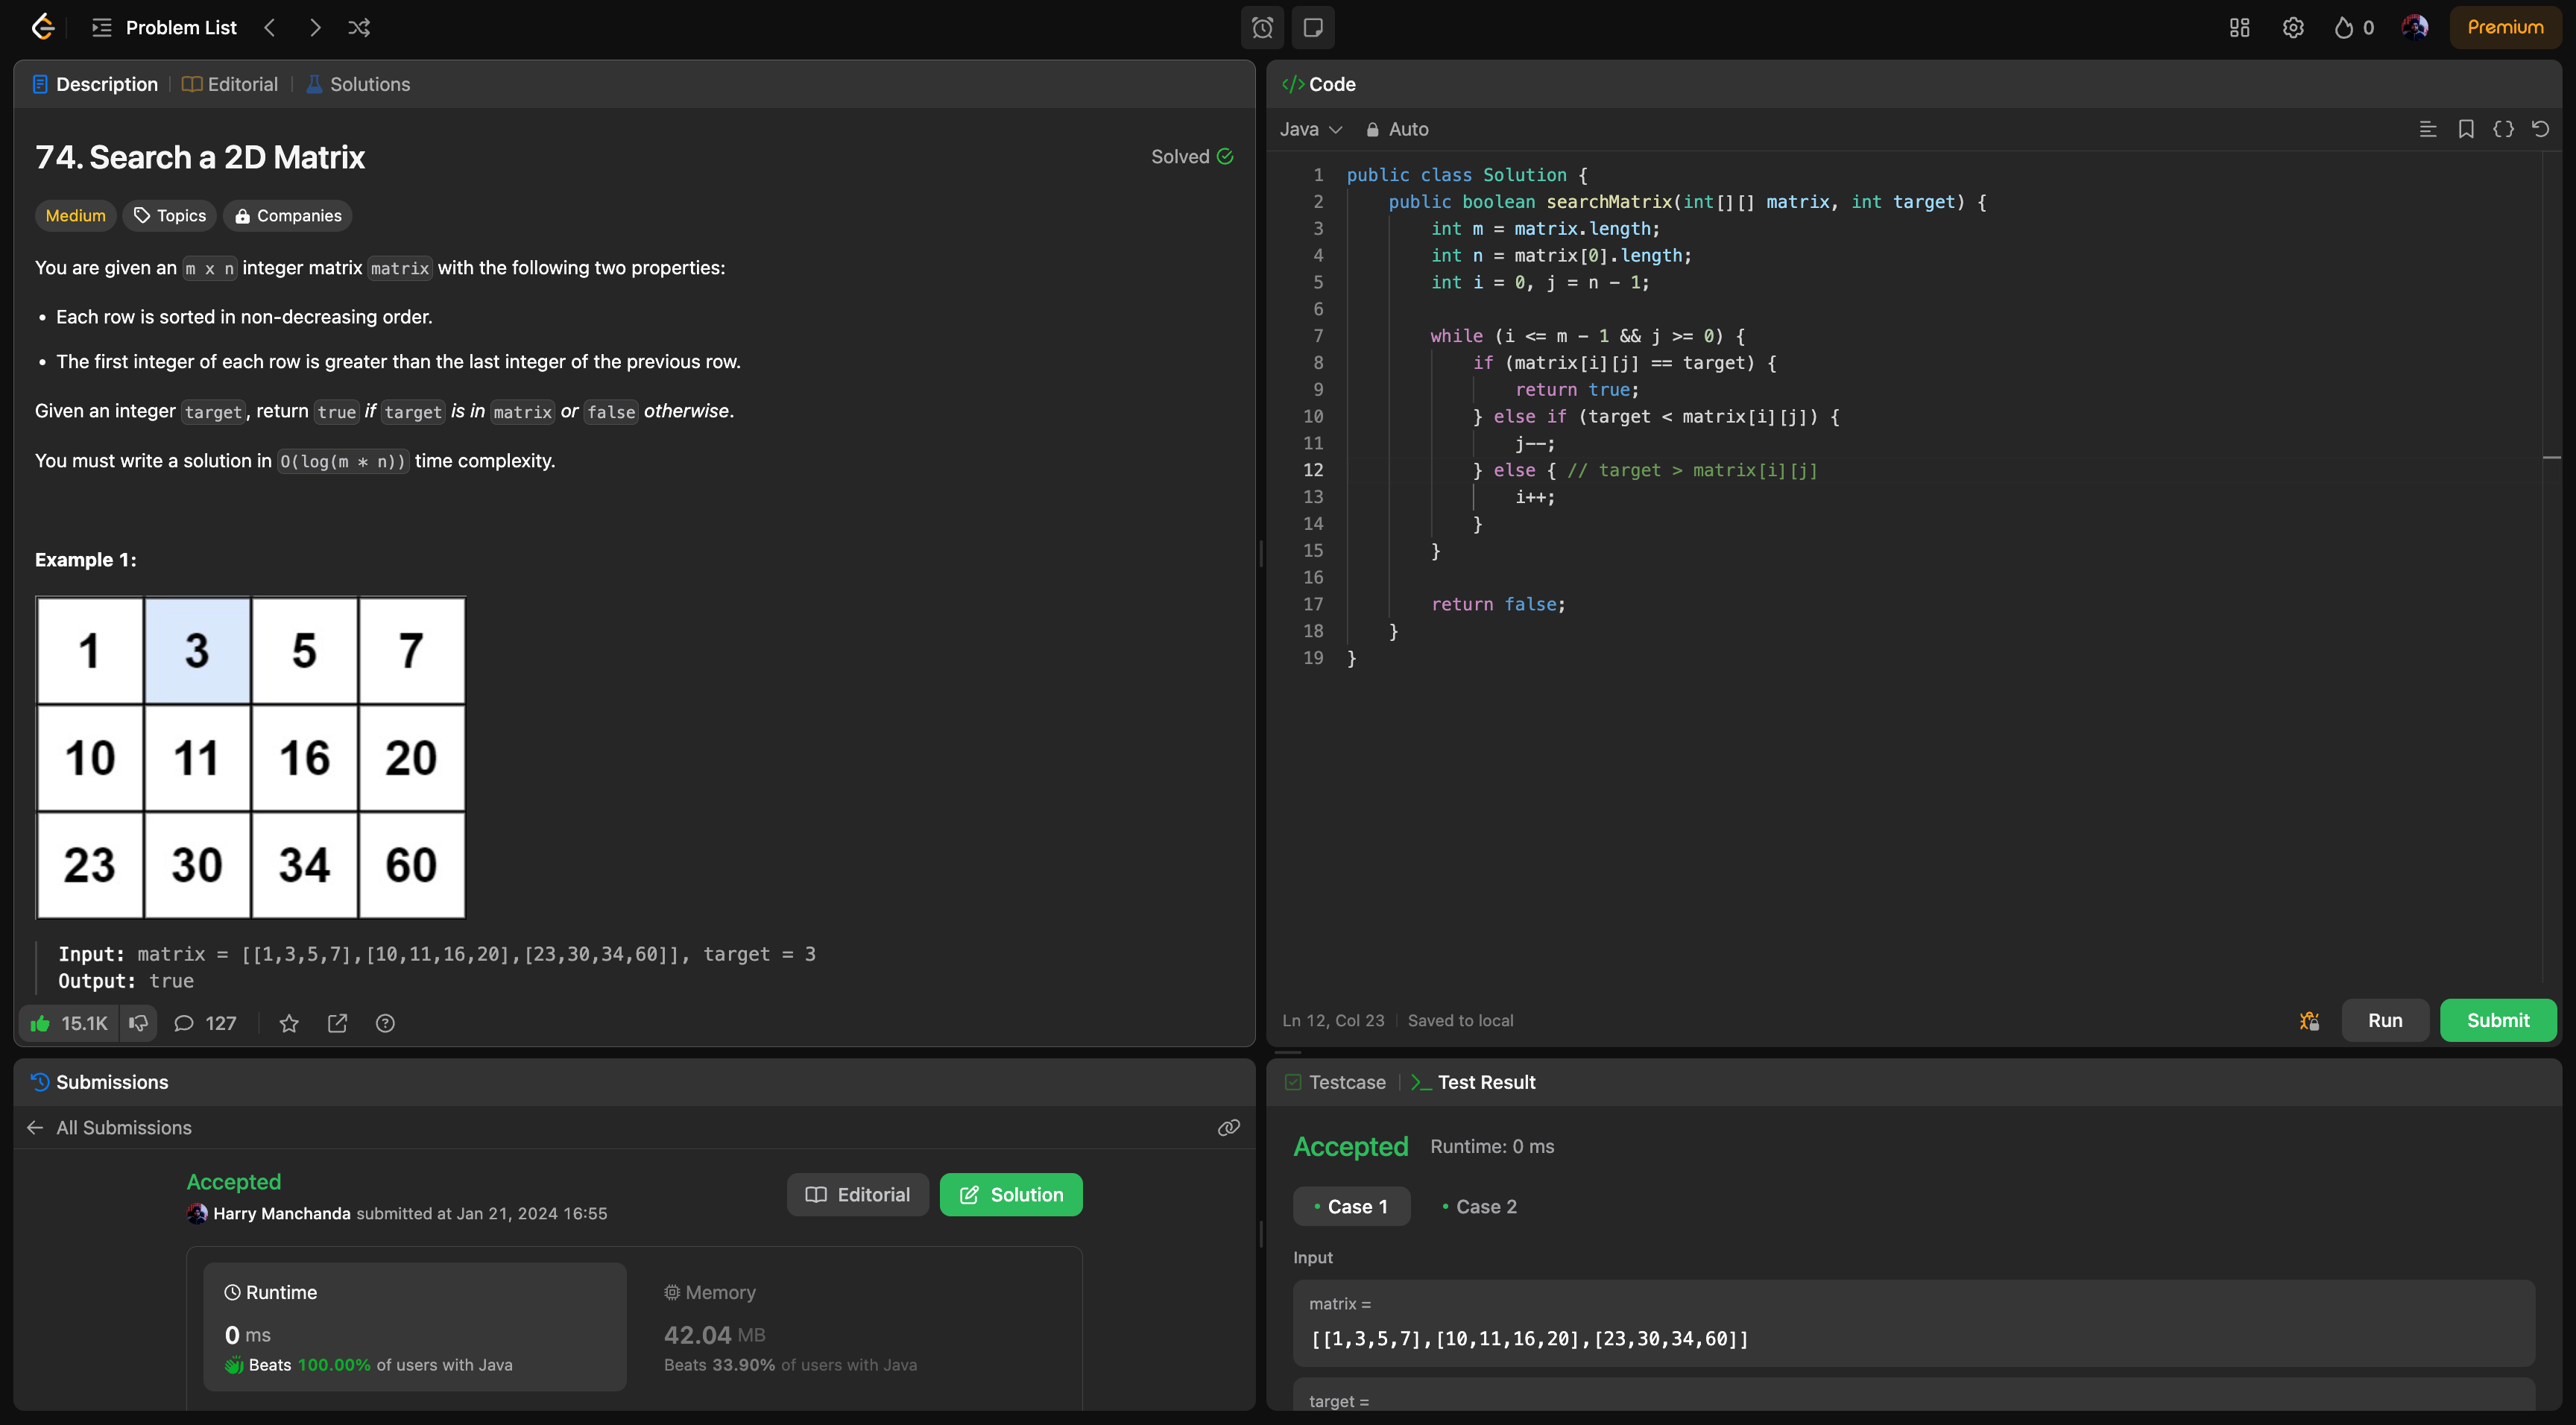 Problem List
0
Premium
Description
Editorial
Solutions
74. Search a 2D Matrix
Solved
Medium
Topics
Companies
You are given an m x n integer matrix matrix with the following two properties:
• Each row is sorted in non-decreasing order.
• The first integer of each row is greater than the last integer of the previous row.
Given an integer target, return true if target is in matrix or false otherwise.
You must write a solution in O(log(m * n)) time complexity.
Example 1:
1 3 5 7
10 11 16 20
23 30 34 60
Input: matrix = [[1,3,5,7],[10,11,16,20],[23,30,34,60]], target = 3
Output: true
15.1K
127
</> Code
Java
Auto
1 public class Solution {
2 public boolean searchMatrix(int[][] matrix, int target) {
3 int m = matrix.length;
4 int n = matrix[0].length;
5 int i = 0, j = n - 1;
6
7 while (i <= m - 1 && j >= 0) {
8 if (matrix[i][j] == target) {
9 return true;
10 } else if (target < matrix[i][j]) {
11 j--;
12 } else { // target > matrix[i][j]
13 i++;
14 }
15 }
16
17 return false;
18 }
19 }
Ln 12, Col 23
Saved to local
Run
Submit
Submissions
All Submissions
Accepted
Harry Manchanda submitted at Jan 21, 2024 16:55
Editorial
Solution
Runtime
0 ms
Beats 100.00% of users with Java
Memory
42.04 MB
Beats 33.90% of users with Java
Testcase
Test Result
Accepted
Runtime: 0 ms
• Case 1
• Case 2
Input
matrix =
[[1,3,5,7],[10,11,16,20],[23,30,34,60]]
target =